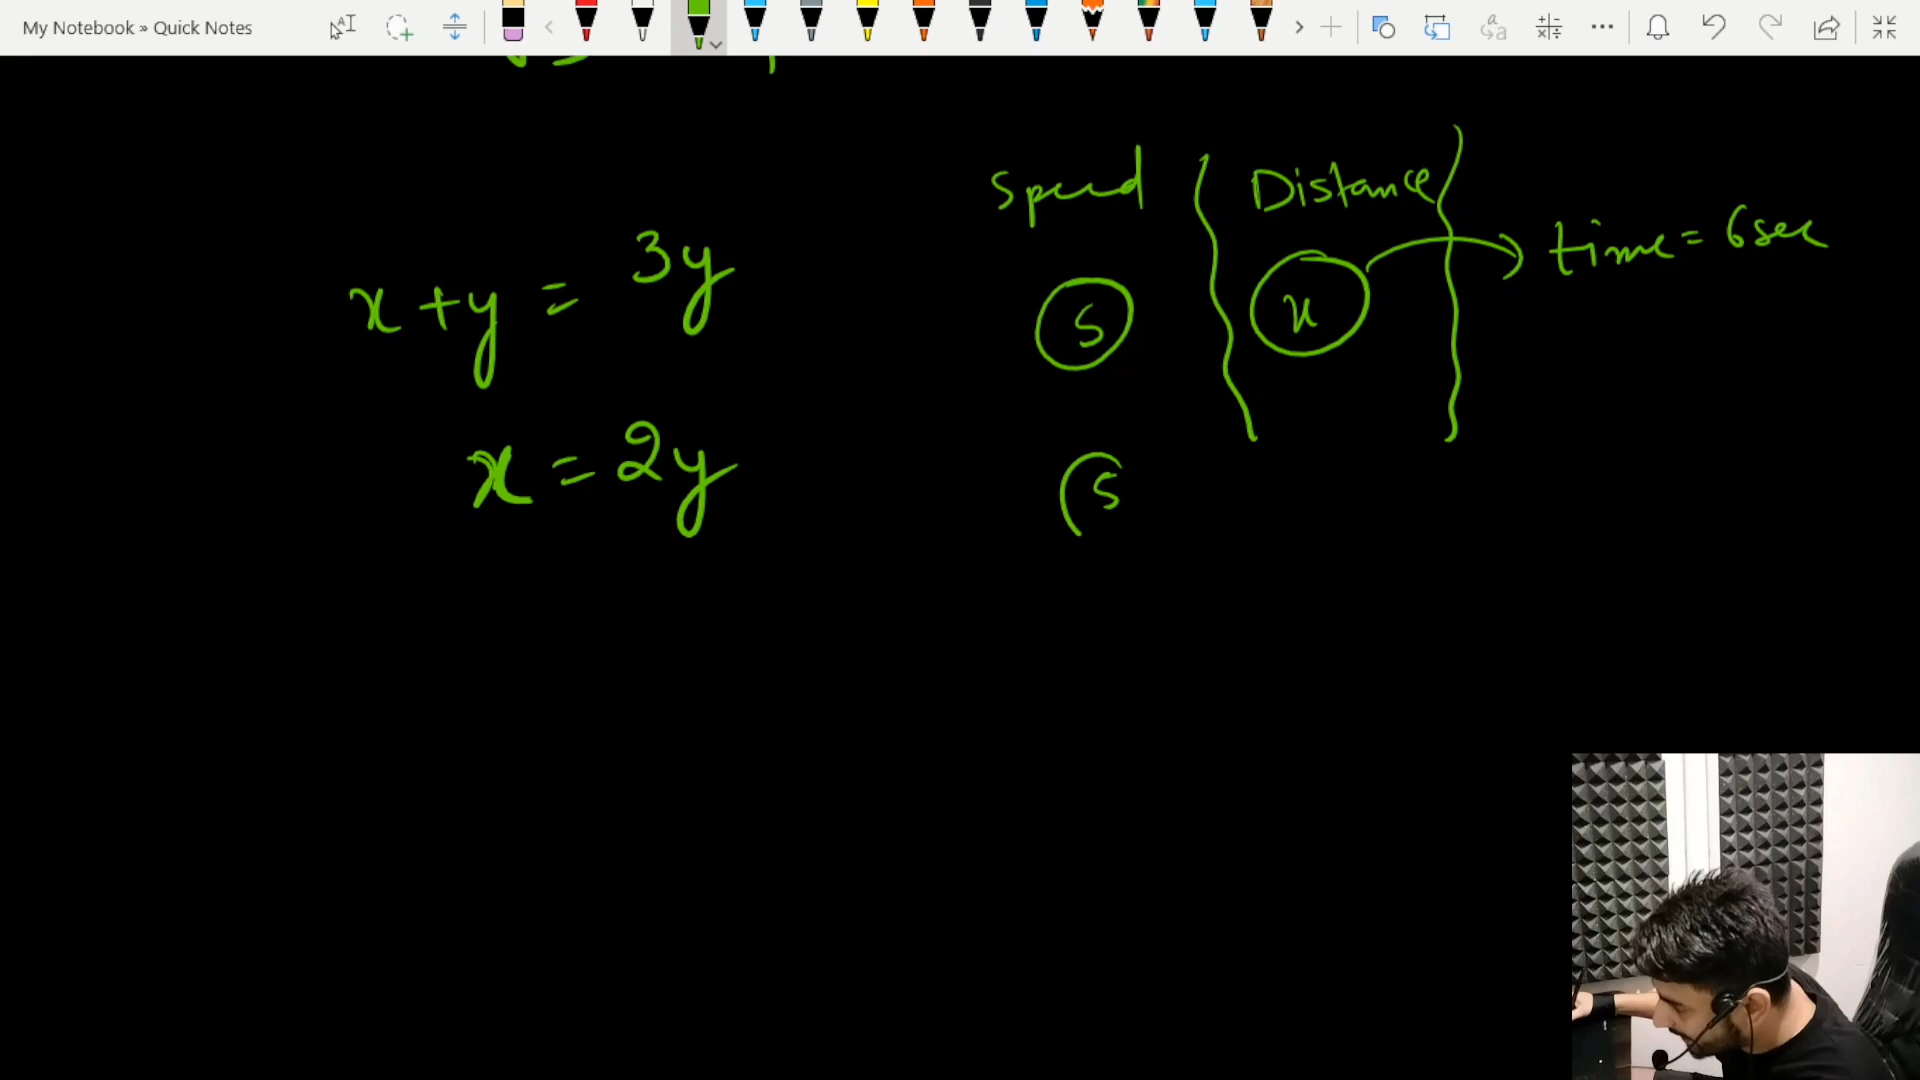 My Notebook » Quick Notes
Speed Distance
x + y = 3y
S x time = 6 sec
x = 2y
S